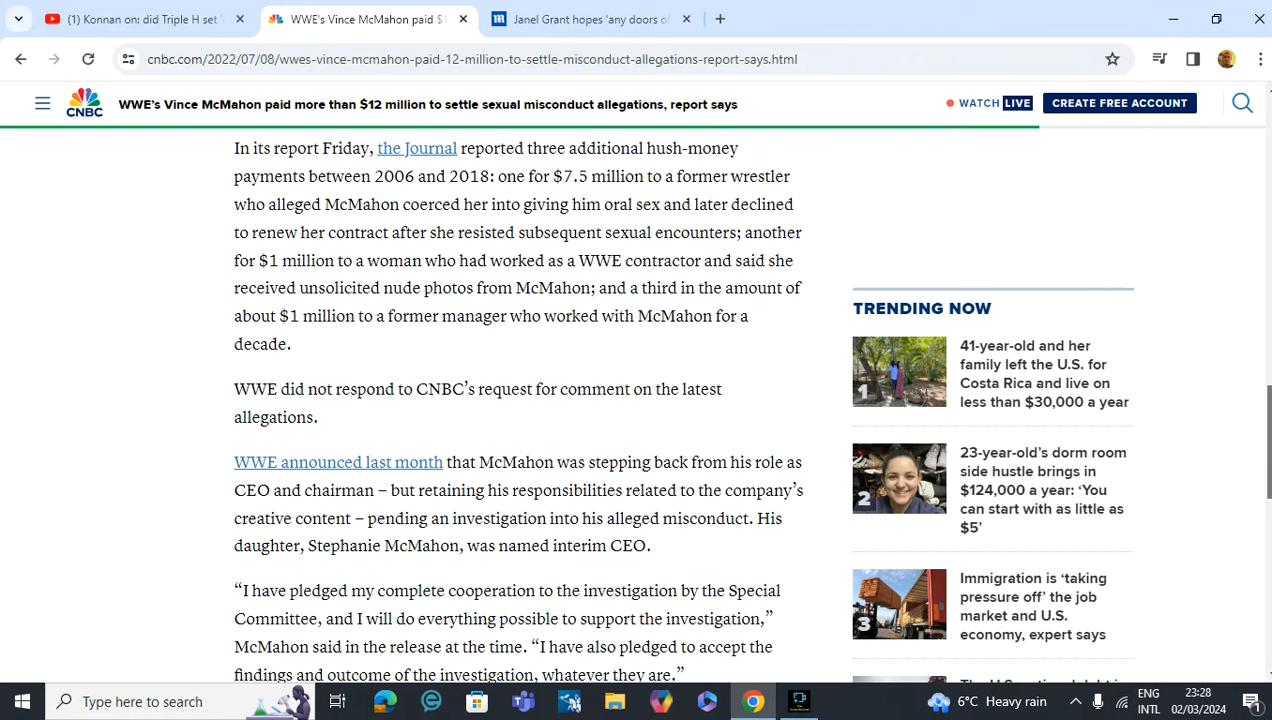 (1) Konnan on: did Triple H set
WWE's Vince McMahon paid $1
Janel Grant hopes 'any doors o
cnbc.com/2022/07/08/wwes-vince-mcmahon-paid-12-million-to-settle-misconduct-allegations-report-says.html
CNBC
WWE's Vince McMahon paid more than $12 million to settle sexual misconduct allegations, report says
WATCH LIVE
CREATE FREE ACCOUNT
In its report Friday, the Journal reported three additional hush-money
payments between 2006 and 2018: one for $7.5 million to a former wrestler
who alleged McMahon coerced her into giving him oral sex and later declined
to renew her contract after she resisted subsequent sexual encounters; another
for $1 million to a woman who had worked as a WWE contractor and said she
received unsolicited nude photos from McMahon; and a third in the amount of
about $1 million to a former manager who worked with McMahon for a
decade.
WWE did not respond to CNBC's request for comment on the latest
allegations.
WWE announced last month that McMahon was stepping back from his role as
CEO and chairman – but retaining his responsibilities related to the company's
creative content – pending an investigation into his alleged misconduct. His
daughter, Stephanie McMahon, was named interim CEO.
“I have pledged my complete cooperation to the investigation by the Special
Committee, and I will do everything possible to support the investigation,”
McMahon said in the release at the time. “I have also pledged to accept the
findings and outcome of the investigation, whatever they are.”
TRENDING NOW
1
41-year-old and her
family left the U.S. for
Costa Rica and live on
less than $30,000 a year
2
23-year-old's dorm room
side hustle brings in
$124,000 a year: ‘You
can start with as little as
$5’
3
Immigration is ‘taking
pressure off’ the job
market and U.S.
economy, expert says
Type here to search
6°C Heavy rain
ENG
INTL
23:28
02/03/2024
1